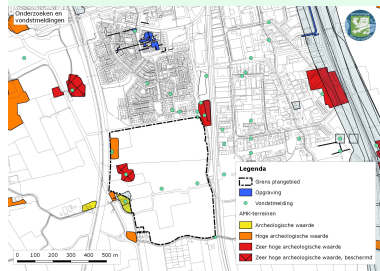 Onderzoeken en
vondstmeldingen
Legenda
Grens plangebied
Opgraving
Vondstmelding
AMK-terreinen
Archeologische waarde
Hoge archeologische waarde
Zeer hoge archeologische waarde
Zeer hoge archeologische waarde, beschermd
0 100 200 300 400 500 m